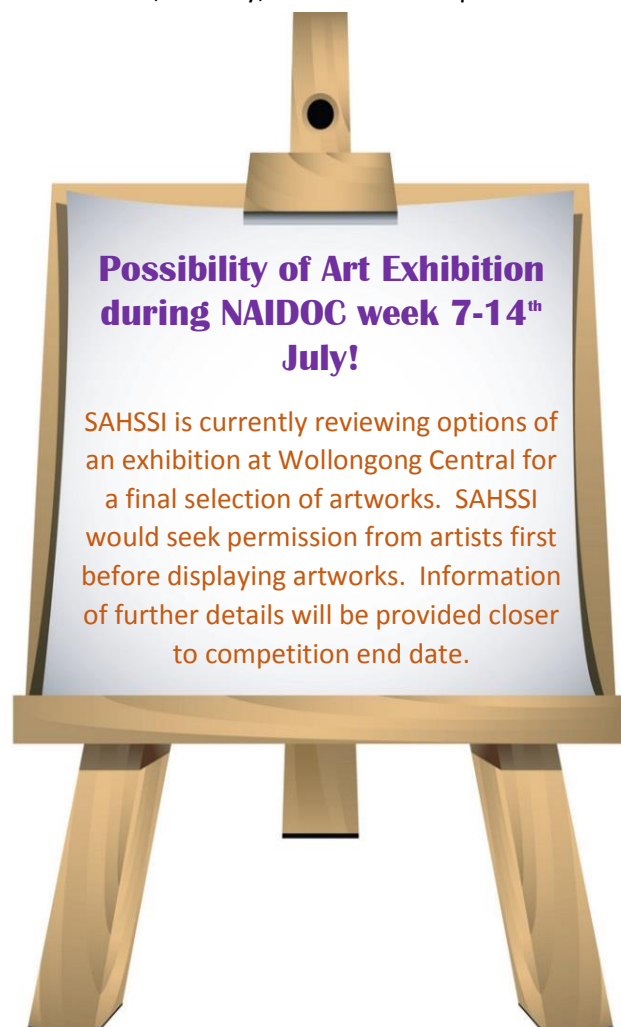 Possibility of Art Exhibition
during NAIDOC week 7-14th
July!
SAHSSI is currently reviewing options of
an exhibition at Wollongong Central for
a final selection of artworks.  SAHSSI
would seek permission from artists first
before displaying artworks.  Information
of further details will be provided closer
to competition end date.